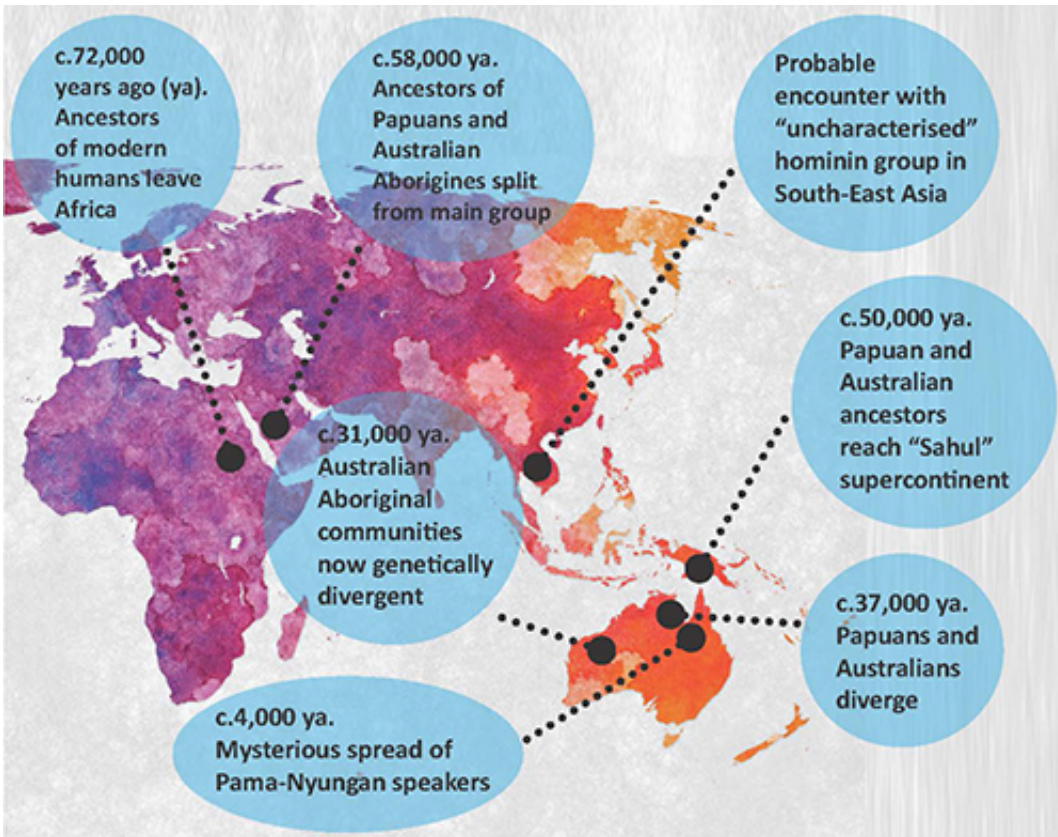 c.72,000
years ago (ya).
Ancestors
of modern
humans leave
Africa
c.58,000 ya.
Ancestors of
Papuans and
Australian
Aborigines split
from main group
Probable
encounter with
“uncharacterised”
hominin group in
South-East Asia
c.50,000 ya.
Papuan and
Australian
ancestors
reach “Sahul”
supercontinent
c.31,000 ya.
Australian
Aboriginal
communities
now genetically
divergent
c.37,000 ya.
Papuans and
Australians
diverge
c.4,000 ya.
Mysterious spread of
Pama-Nyungan speakers